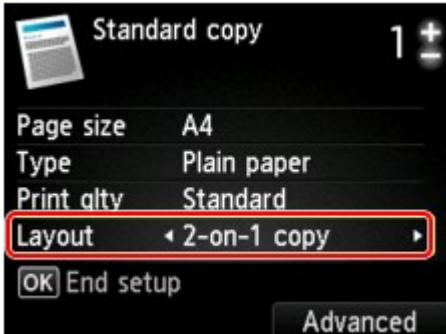 Standard copy
1
Page size A4
Type Plain paper
Print qlty Standard
Layout 2-on-1 copy
OK End setup
Advanced